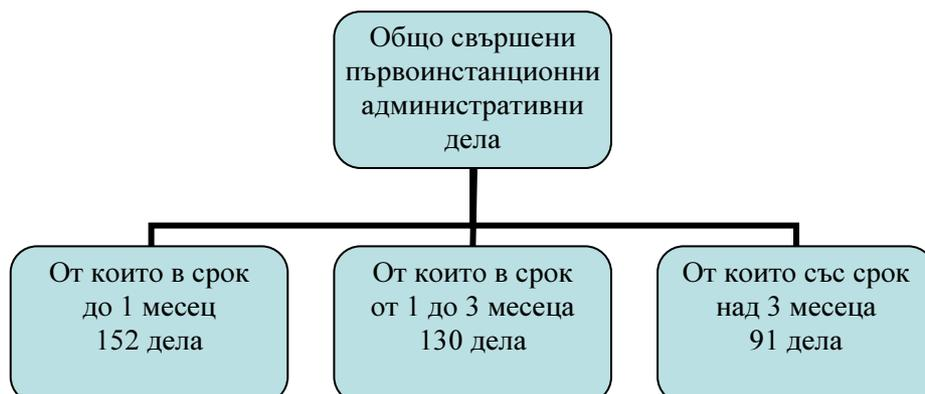 Общо свършени
първоинстанционни
административни
дела
От които в срок
до 1 месец
152 дела
От които в срок
от 1 до 3 месеца
130 дела
От които със срок
над 3 месеца
91 дела